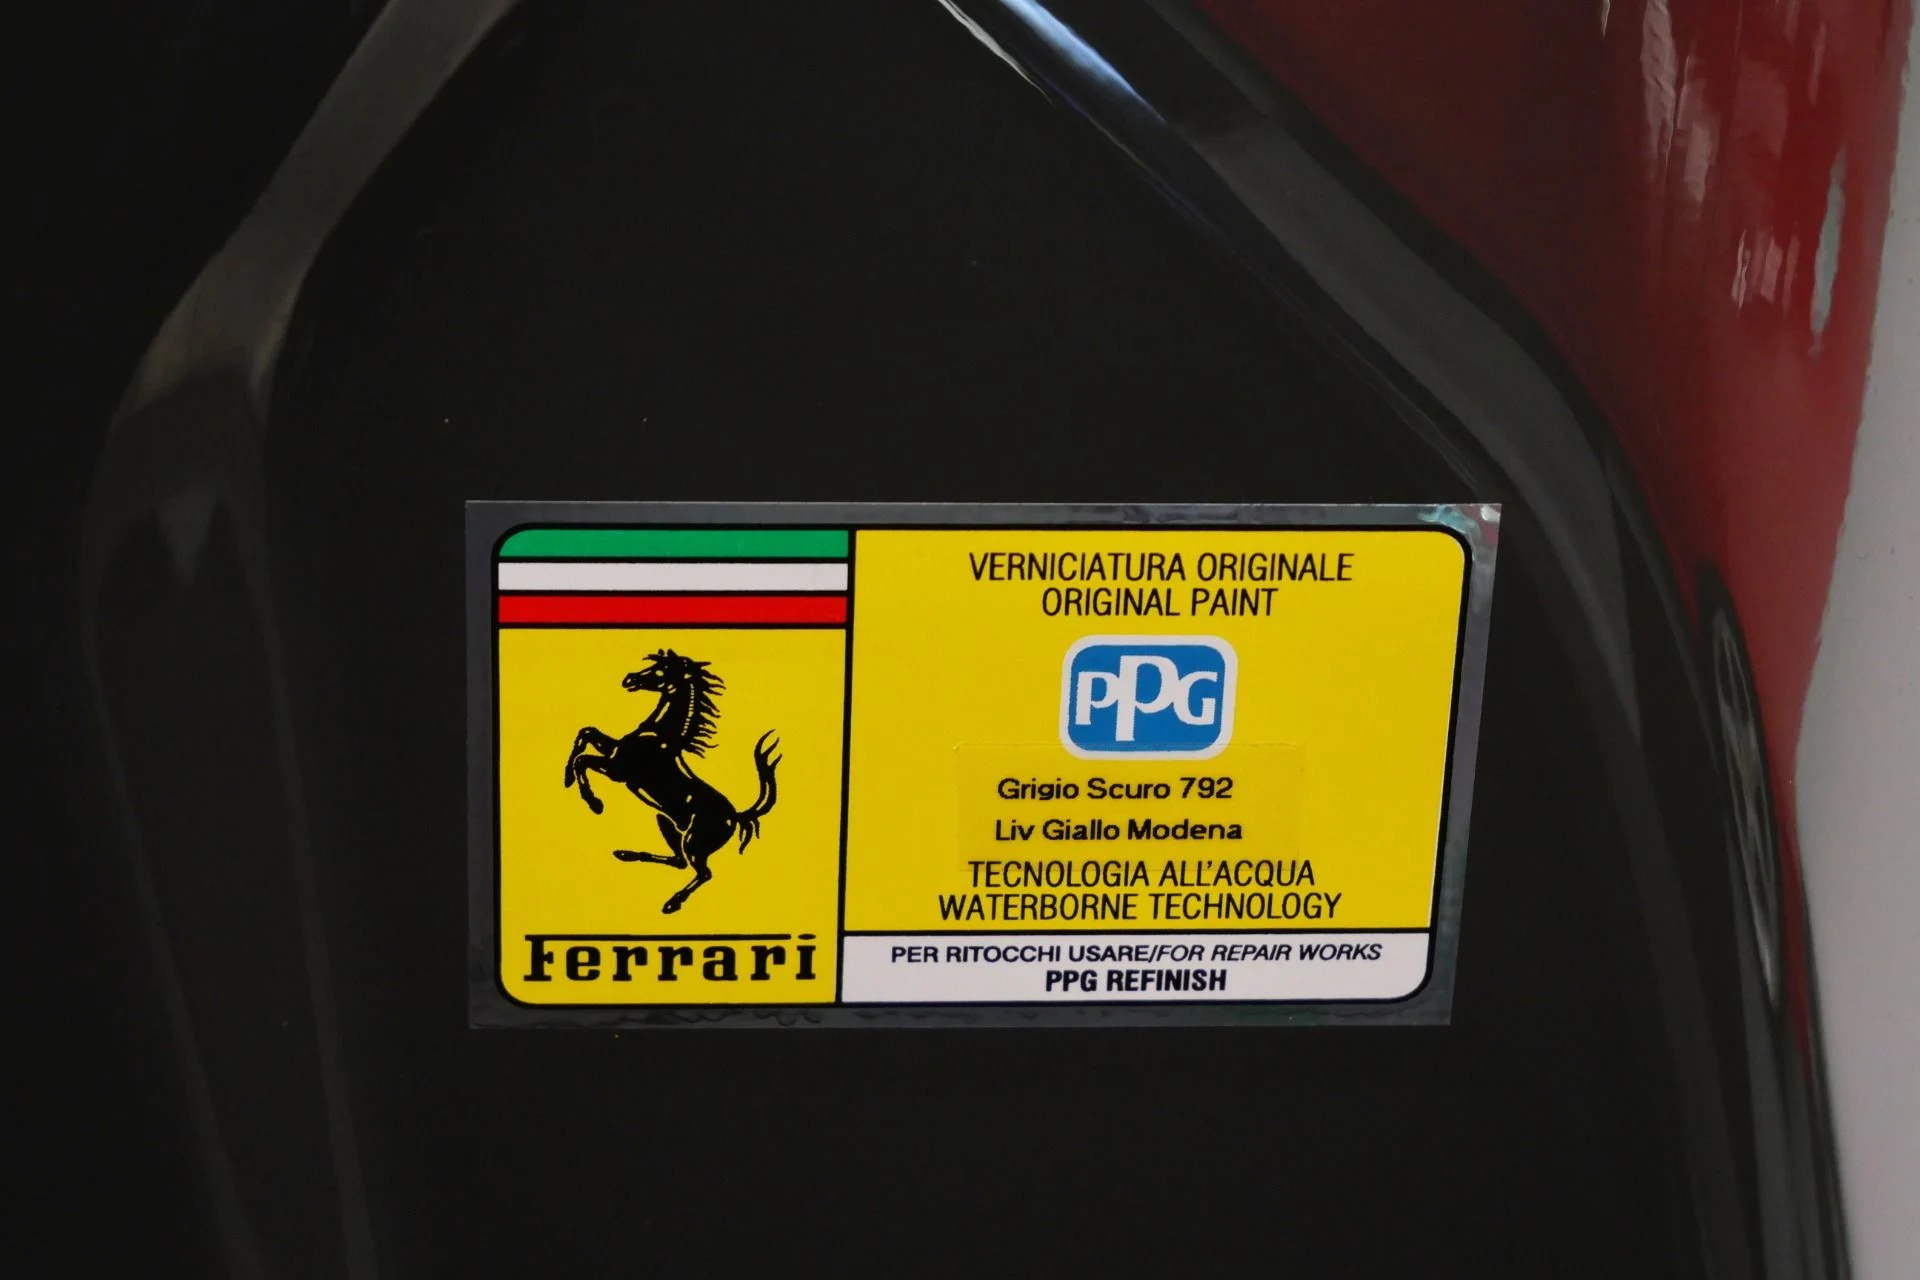 Ferrari
VERNICIATURA ORIGINALE
ORIGINAL PAINT
PPG
Grigio Scuro 792
Liv Giallo Modena
TECNOLOGIA ALL'ACQUA
WATERBORNE TECHNOLOGY
PER RITOCCHI USARE/FOR REPAIR WORKS
PPG REFINISH